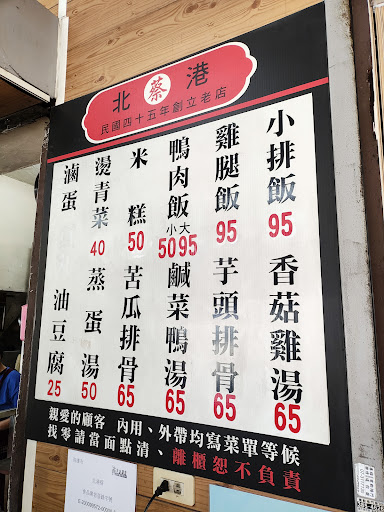 北 蔡 港
民國四十五年創立老店
小排飯 95
雞腿飯 95
鴨肉飯 小50 大95
米糕 50
燙青菜 40
滷蛋
香菇雞湯 65
芋頭排骨 65
鹹菜鴨湯 65
苦瓜排骨 65
蒸蛋湯 50
油豆腐 25
親愛的顧客 內用、外帶均寫菜單等候
找零請當面點清、離櫃恕不負責